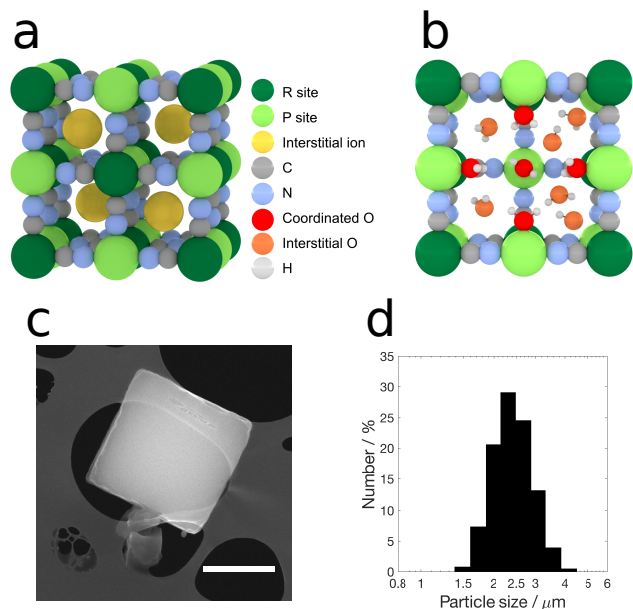 a
b
R site
P site
Interstitial ion
C
N
Coordinated O
Interstitial O
H
c
d
35
30
25
20
15
10
5
0
Number / %
0.8 1 1.5 2 2.5 3 4 5 6
Particle size / μm